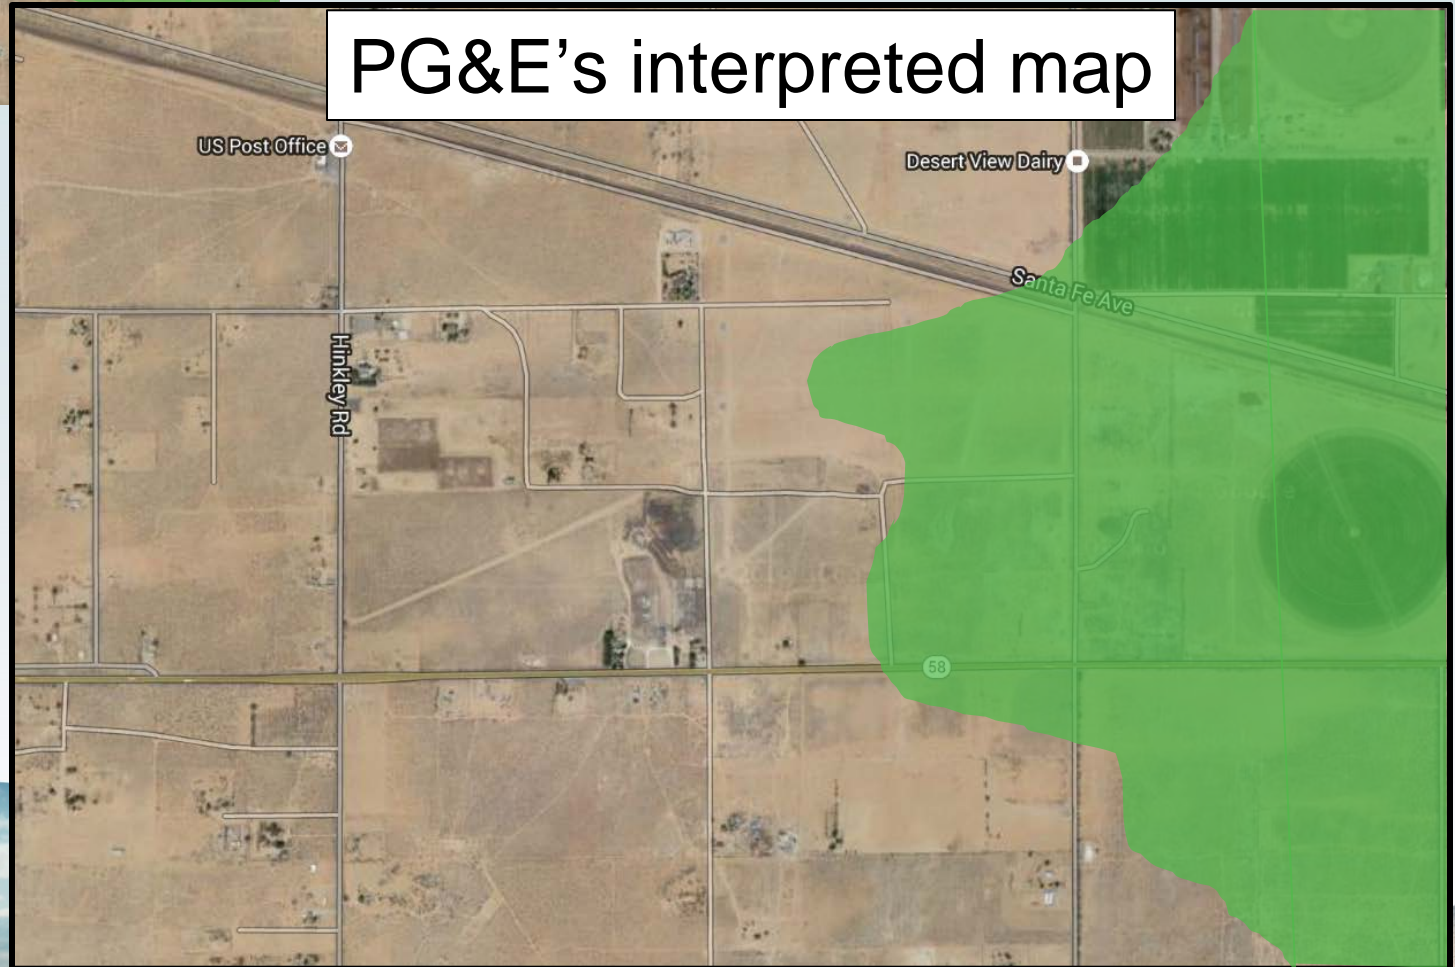 PG&E’s interpreted map
US Post Office
Desert View Dairy
Santa Fe Ave
Hinkley Rd
58